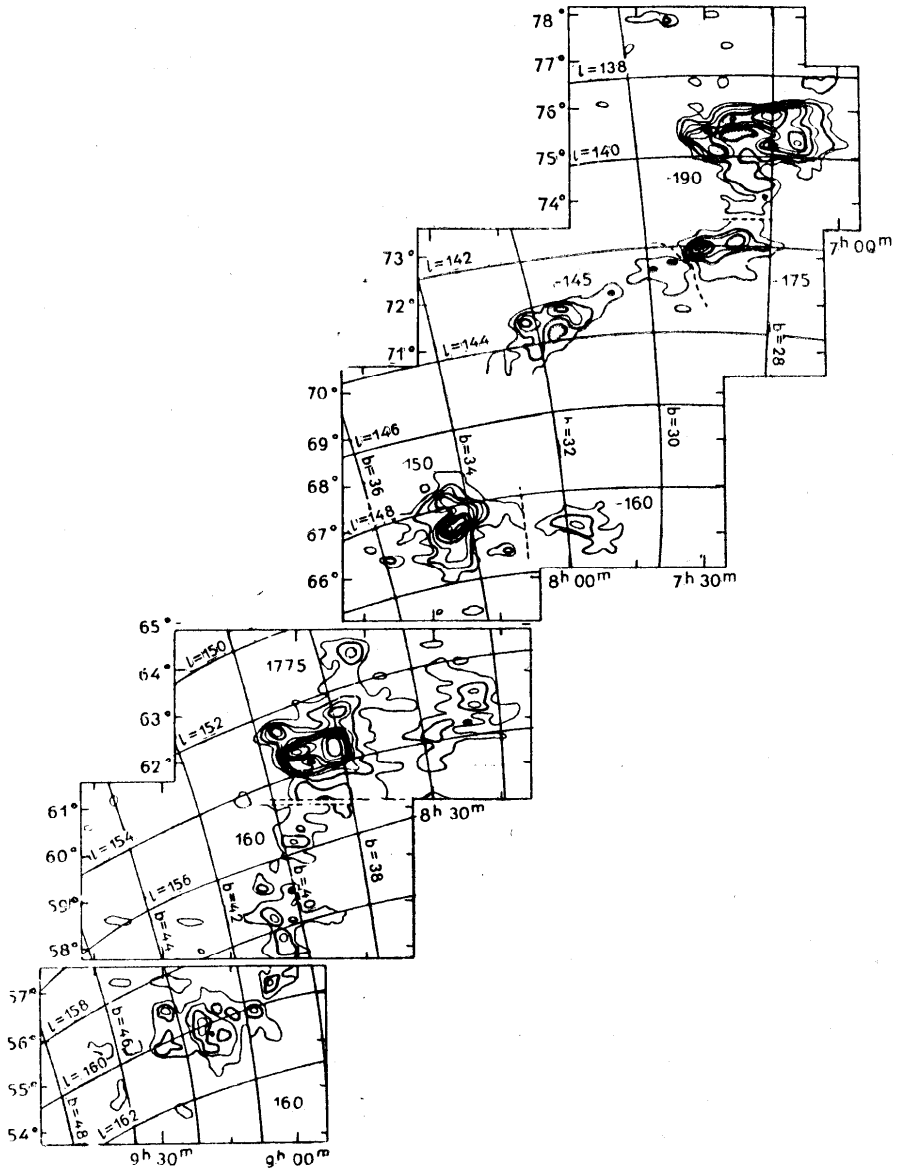 78°
77°
l=138
76°
75°
l=140
-190
74°
7ʰ 00ᵐ
73°
l=142
-145
-175
72°
l=144
71°
b=28
70°
69°
l=146
b=36
b=34
b=32
b=30
150
68°
-160
l=148
67°
66°
8ʰ 00ᵐ
7ʰ 30ᵐ
65°
l=150
64°
1775
63°
l=152
62°
61°
8ʰ 30ᵐ
l=154
160
60°
b=38
l=156
b=40
59°
b=42
b=44
58°
57°
l=158
b=46
56°
l=160
55°
b=48
160
l=162
54°
9ʰ 30ᵐ
9ʰ 00ᵐ